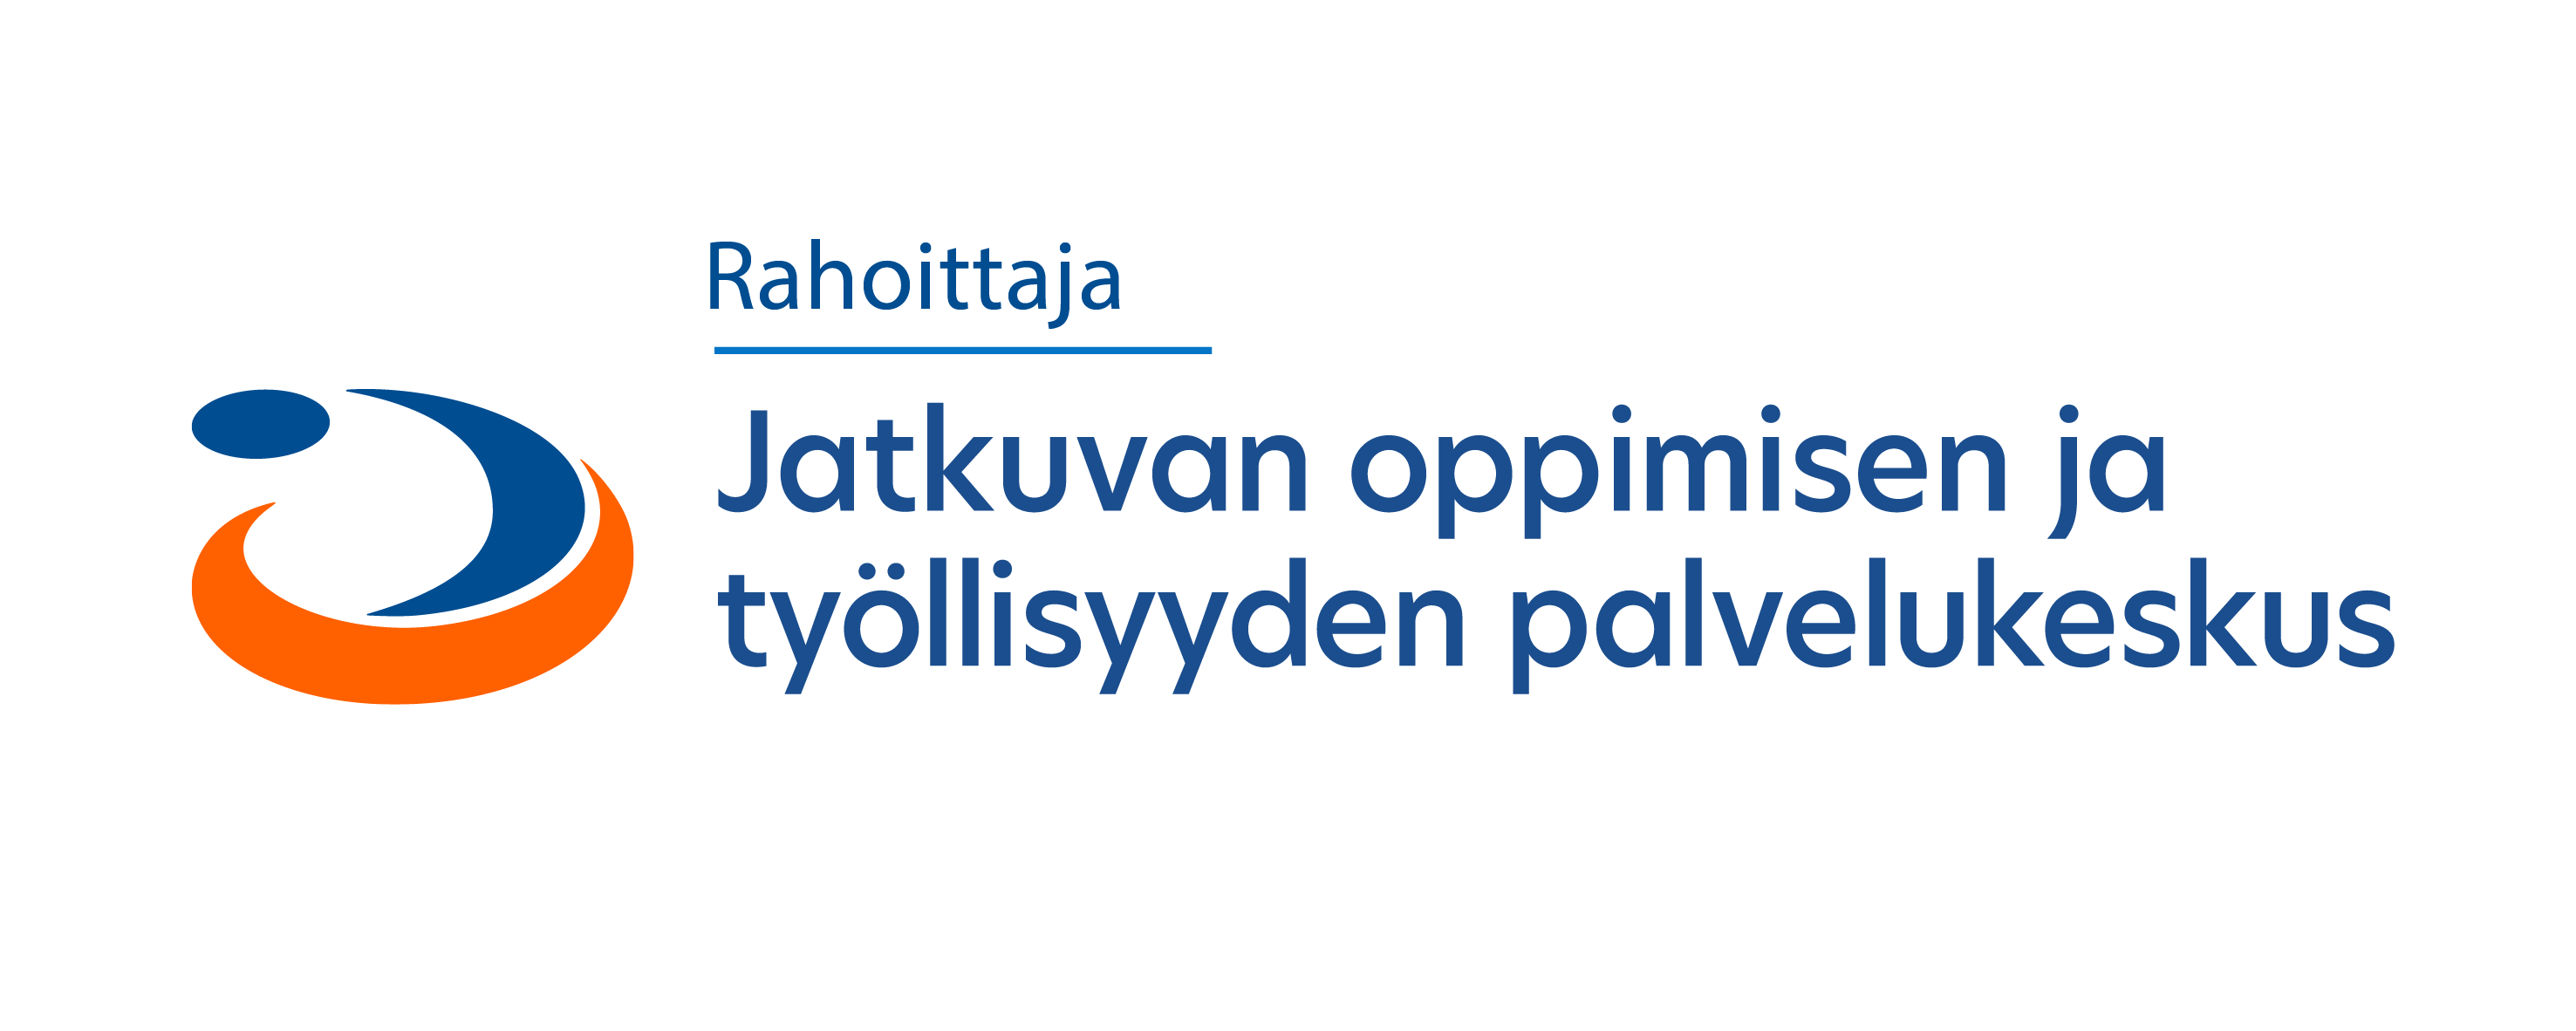 Rahoittaja
Jatkuvan oppimisen ja
työllisyyden palvelukeskus